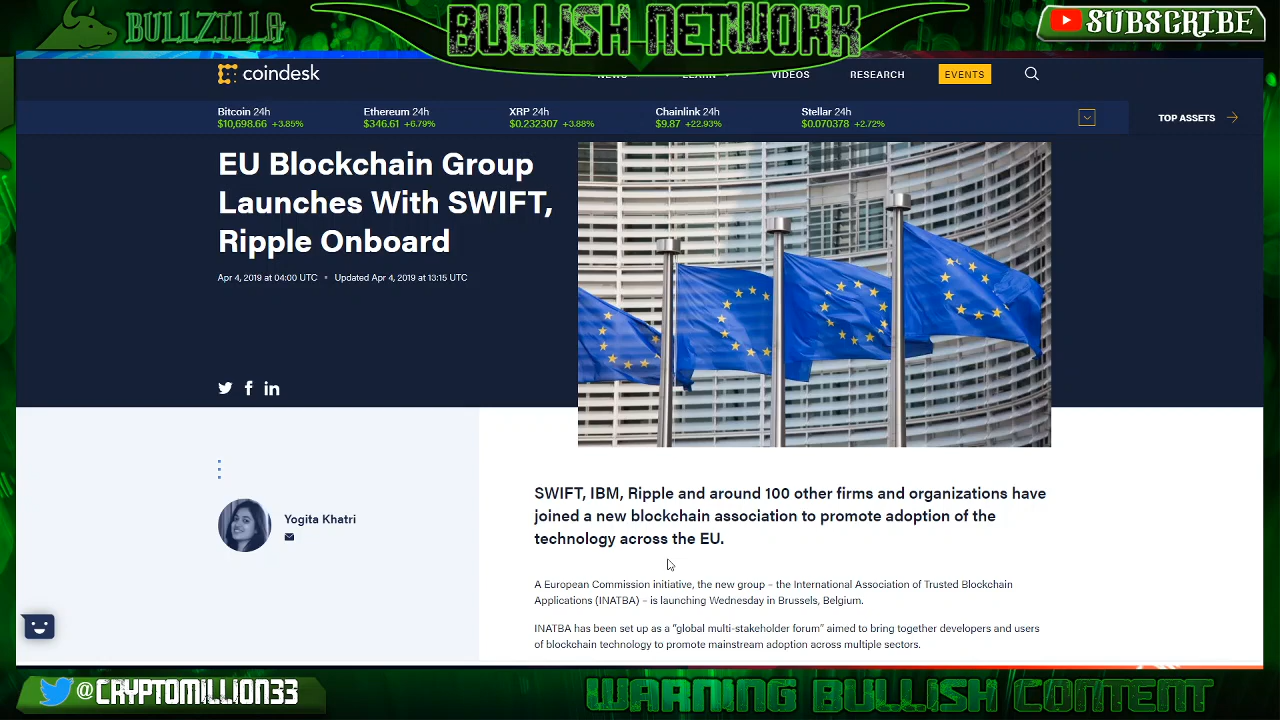 BULLZILLA
BULLISH NETWORK
SUBSCRIBE
coindesk
NEWS LEARN VIDEOS RESEARCH EVENTS
Bitcoin 24h Ethereum 24h XRP 24h Chainlink 24h Stellar 24h
$10,698.66 +3.85% $346.61 +6.79% $0.232307 +3.88% $9.87 +22.93% $0.070378 +2.72%
TOP ASSETS
EU Blockchain Group
Launches With SWIFT,
Ripple Onboard
Apr 4, 2019 at 04:00 UTC • Updated Apr 4, 2019 at 13:15 UTC
Yogita Khatri
SWIFT, IBM, Ripple and around 100 other firms and organizations have
joined a new blockchain association to promote adoption of the
technology across the EU.
A European Commission initiative, the new group – the International Association of Trusted Blockchain
Applications (INATBA) – is launching Wednesday in Brussels, Belgium.
INATBA has been set up as a “global multi-stakeholder forum” aimed to bring together developers and users
of blockchain technology to promote mainstream adoption across multiple sectors.
@CRYPTOMILLION33
WARNING BULLISH CONTENT